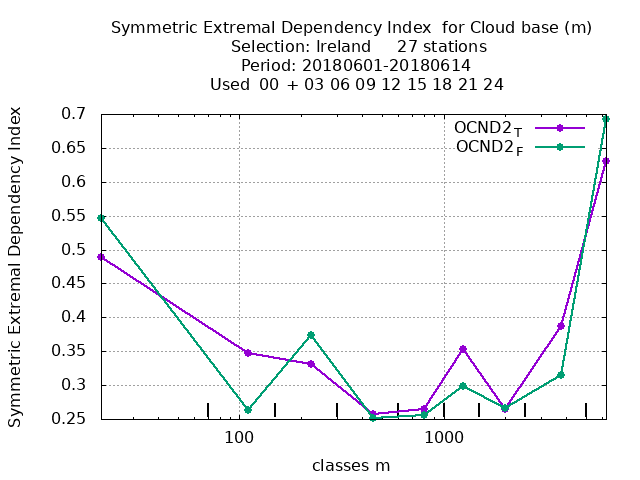 Symmetric Extremal Dependency Index for Cloud base (m)
Selection: Ireland 27 stations
Period: 20180601-20180614
Used 00 + 03 06 09 12 15 18 21 24
Symmetric Extremal Dependency Index
0.7
0.65
0.6
0.55
0.5
0.45
0.4
0.35
0.3
0.25
OCND2T
OCND2F
100 1000
classes m